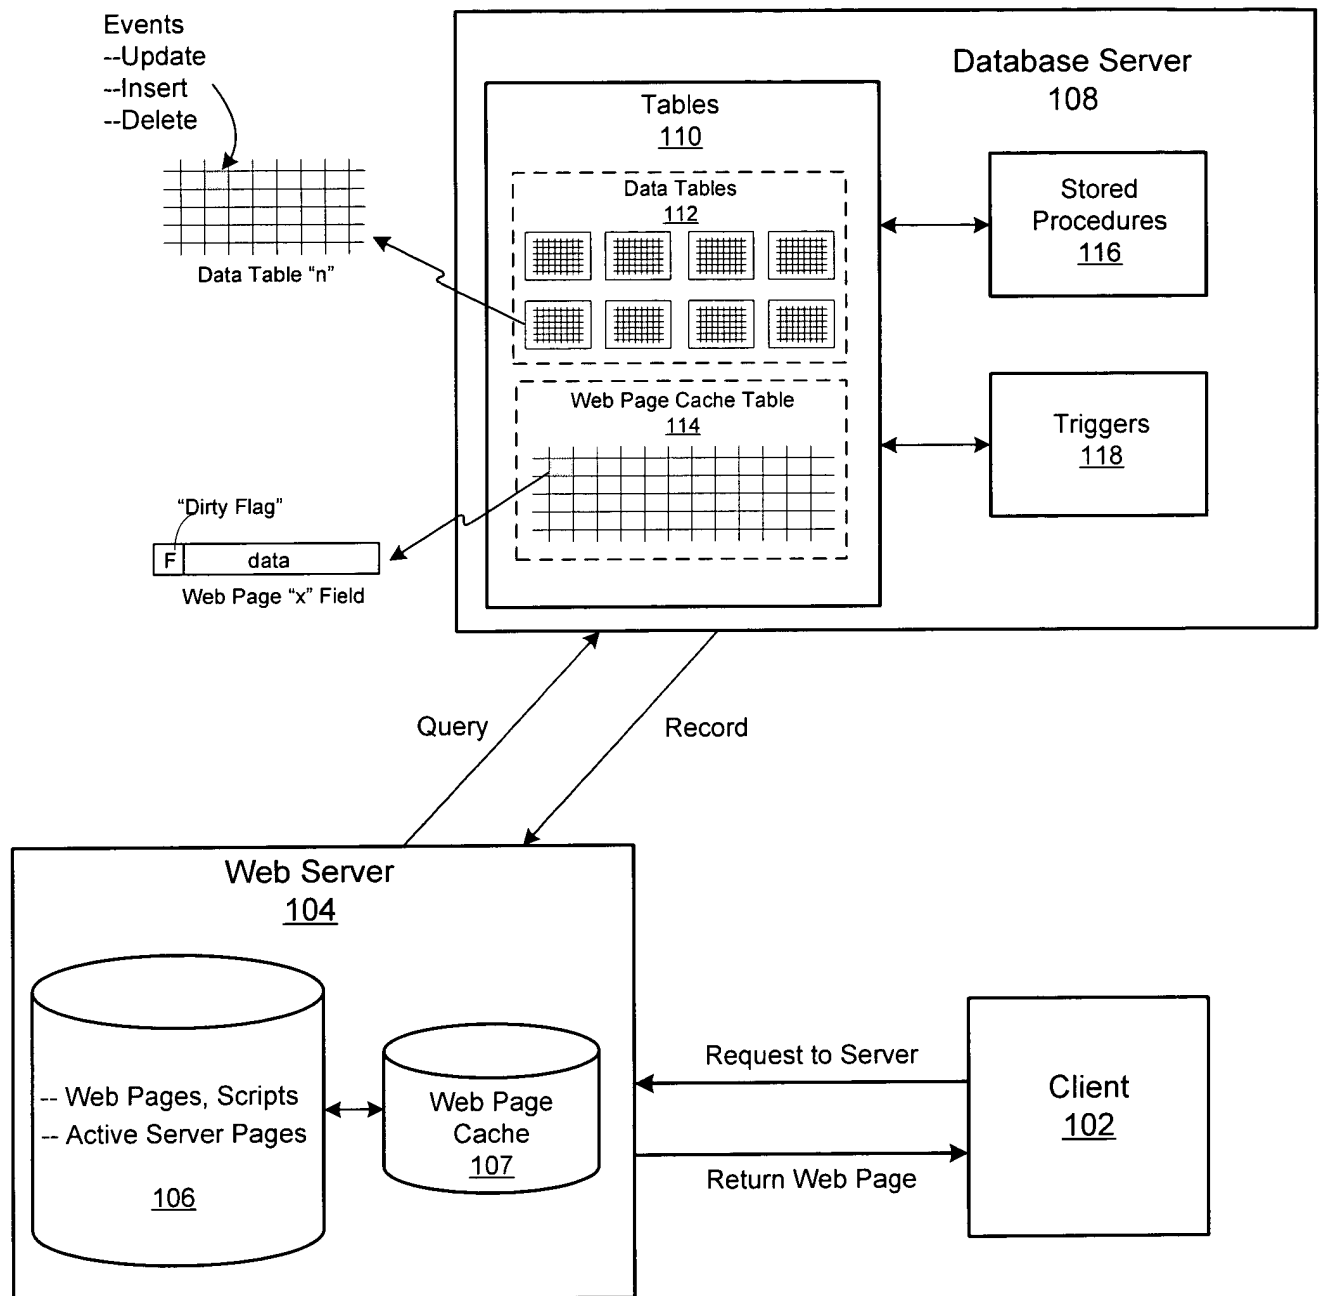 Events
--Update
--Insert
--Delete
Data Table “n”
“Dirty Flag”
F
data
Web Page “x” Field
Database Server
108
Tables
110
Data Tables
112
Web Page Cache Table
114
Stored
Procedures
116
Triggers
118
Query
Record
Web Server
104
-- Web Pages, Scripts
-- Active Server Pages
106
Web Page
Cache
107
Request to Server
Return Web Page
Client
102